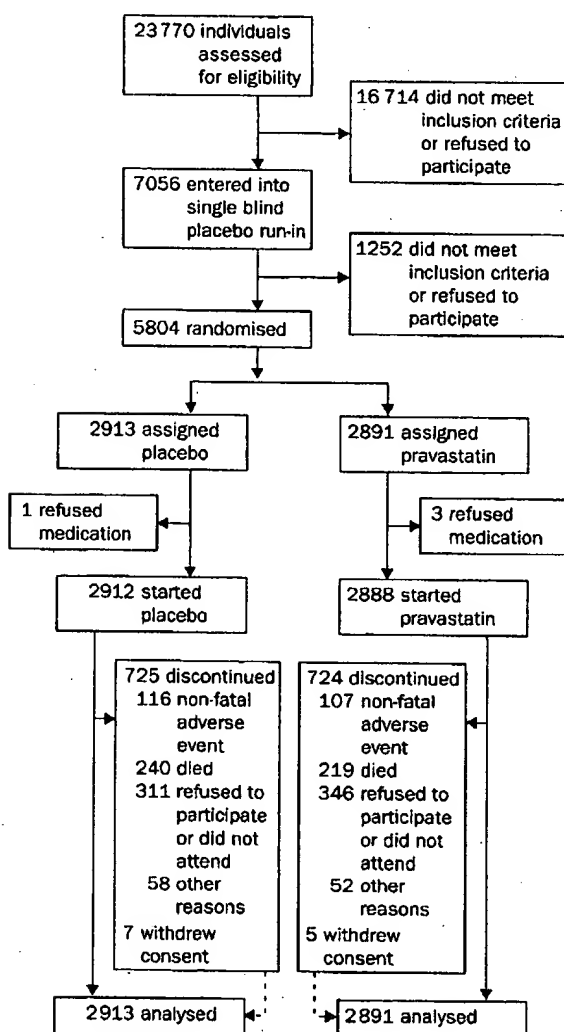 23 770 individuals
assessed
for eligibility
16 714 did not meet
inclusion criteria
or refused to
participate
7056 entered into
single blind
placebo run-in
1252 did not meet
inclusion criteria
or refused to
participate
5804 randomised
2913 assigned
placebo
2891 assigned
pravastatin
1 refused
medication
3 refused
medication
2912 started
placebo
2888 started
pravastatin
725 discontinued
116 non-fatal
adverse
event
240 died
311 refused to
participate
or did not
attend
58 other
reasons
7 withdrew
consent
724 discontinued
107 non-fatal
adverse
event
219 died
346 refused to
participate
or did not
attend
52 other
reasons
5 withdrew
consent
2913 analysed
2891 analysed